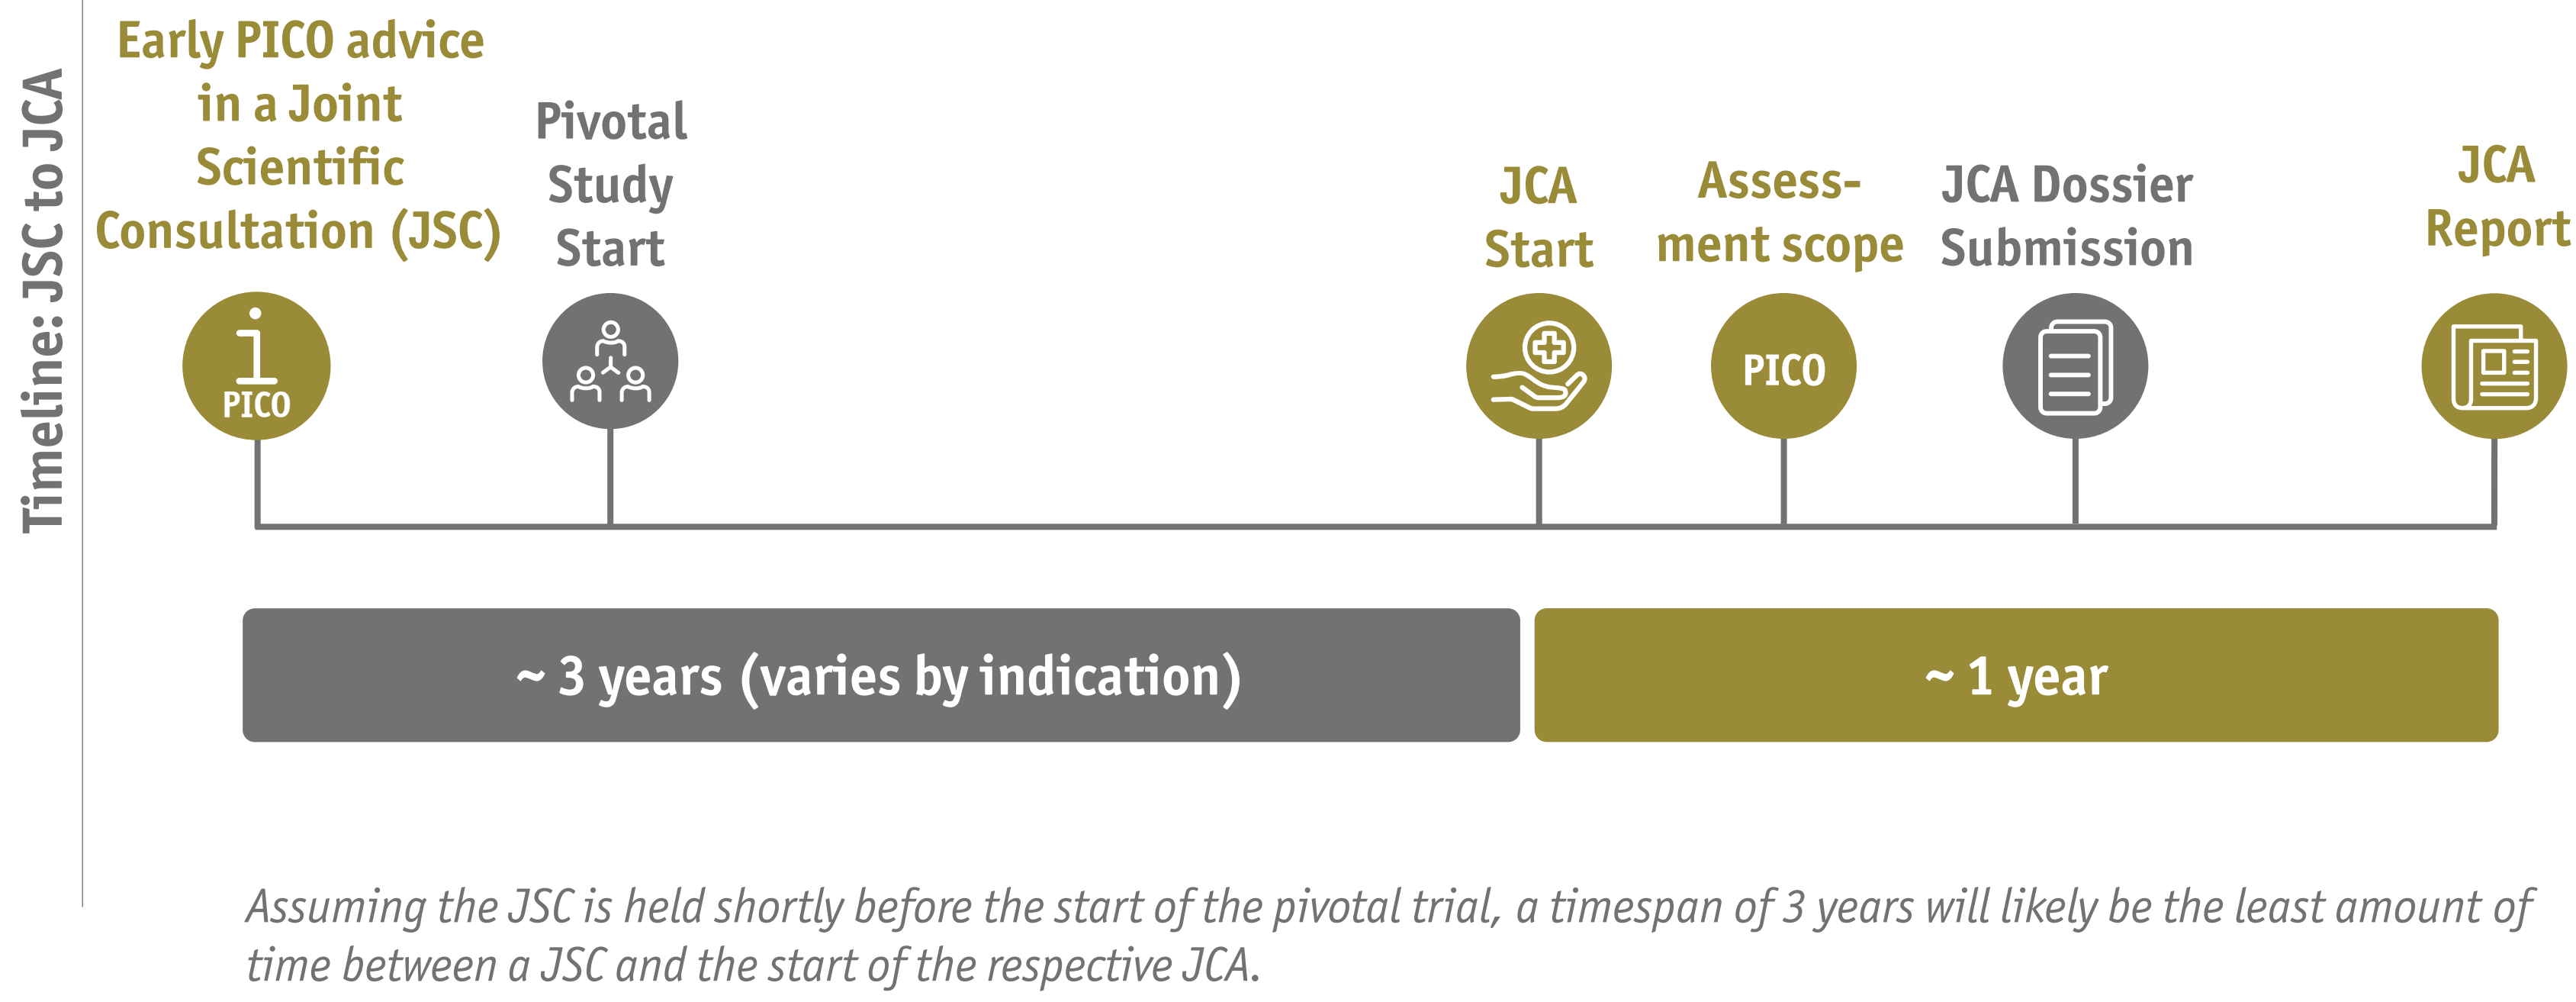 Timeline: JSC to JCA
Early PICO advice
in a Joint
Scientific
Consultation (JSC)
Pivotal
Study
Start
JCA
Start
Assess-
ment scope
JCA Dossier
Submission
JCA
Report
i
PICO
PICO
~ 3 years (varies by indication)
~ 1 year
Assuming the JSC is held shortly before the start of the pivotal trial, a timespan of 3 years will likely be the least amount of
time between a JSC and the start of the respective JCA.